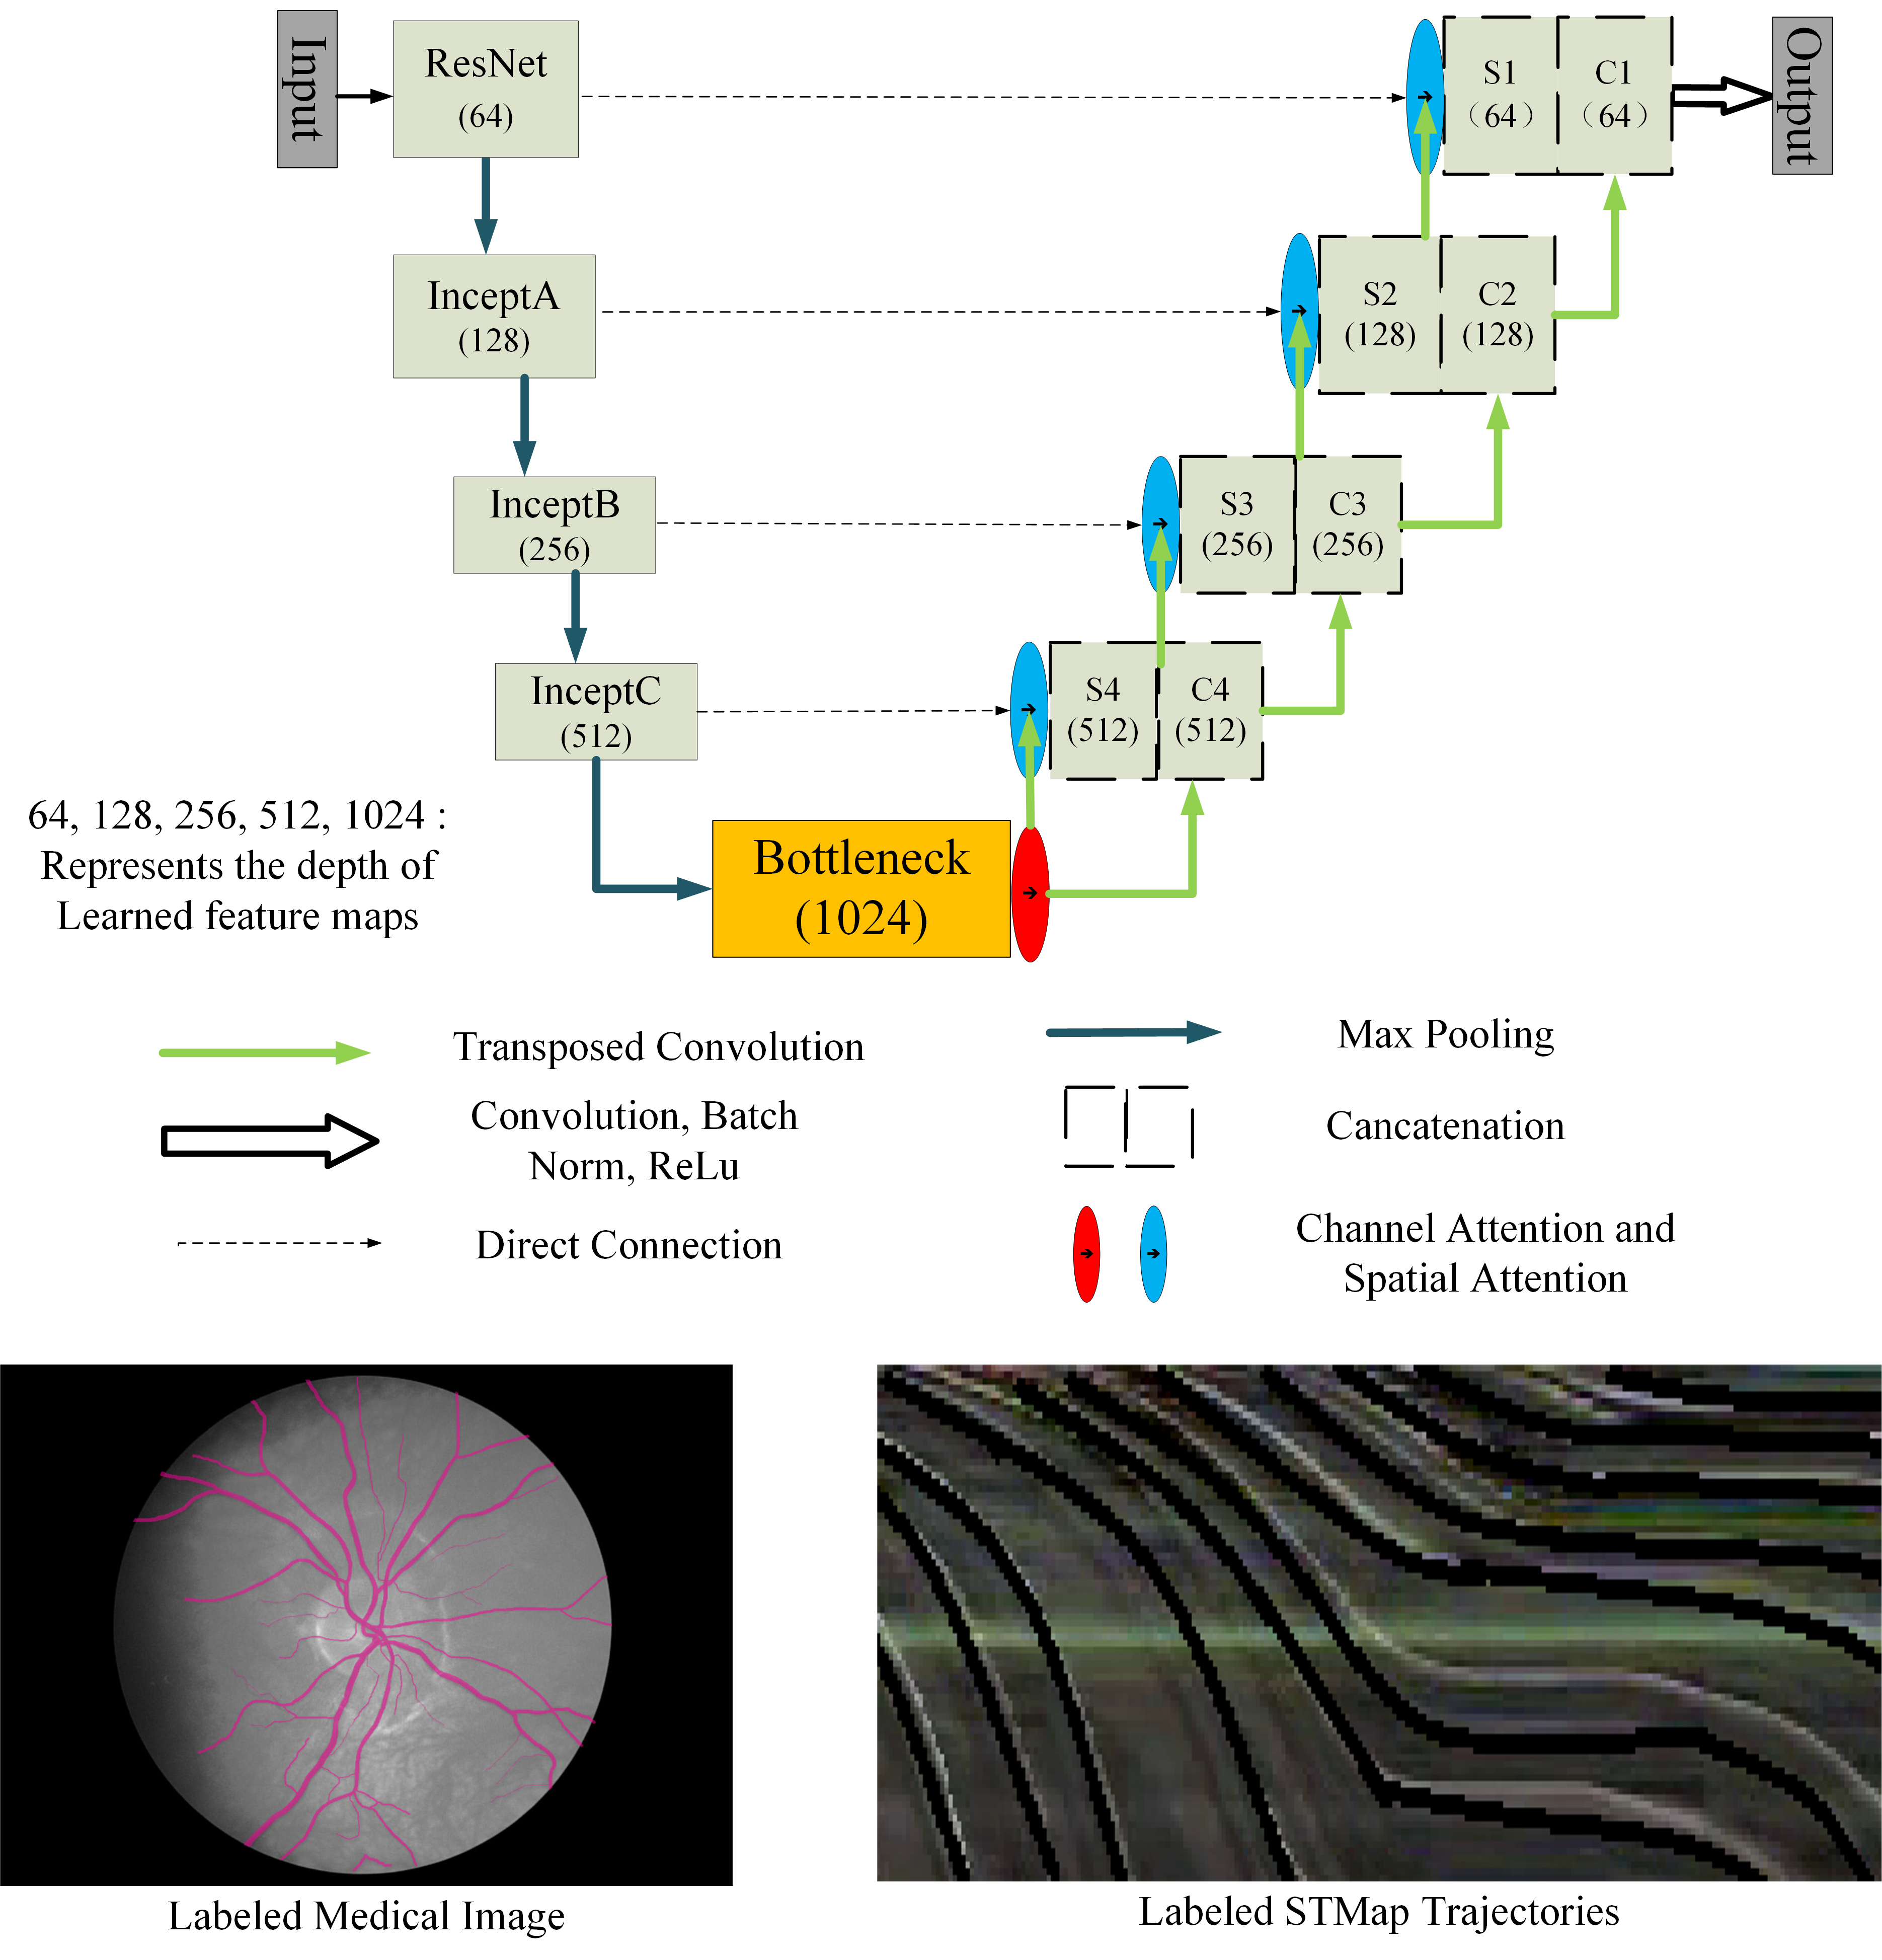 Input
ResNet
(64)
S1
(64)
C1
(64)
Output
InceptA
(128)
S2
(128)
C2
(128)
InceptB
(256)
S3
(256)
C3
(256)
InceptC
(512)
S4
(512)
C4
(512)
64, 128, 256, 512, 1024 :
Represents the depth of
Learned feature maps
Bottleneck
(1024)
Transposed Convolution
Max Pooling
Convolution, Batch
Norm, ReLu
Cancatenation
Direct Connection
Channel Attention and
Spatial Attention
Labeled Medical Image
Labeled STMap Trajectories